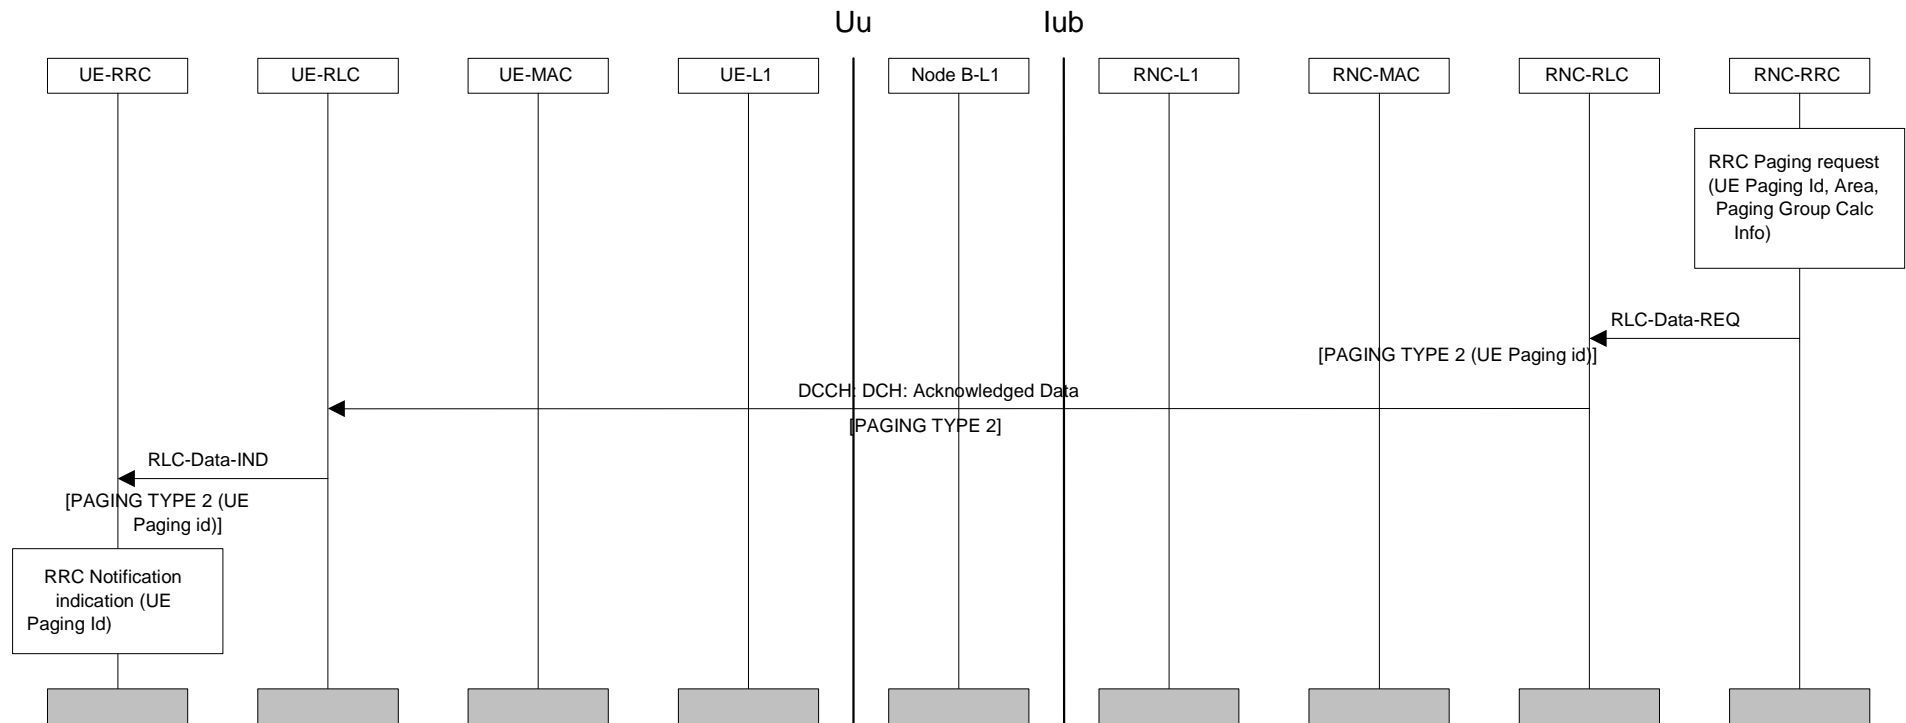 Uu
Iub
UE-RRC
UE-RLC
UE-MAC
UE-L1
Node B-L1
RNC-L1
RNC-MAC
RNC-RLC
RNC-RRC
RRC Paging request
(UE Paging Id, Area,
Paging Group Calc
Info)
RLC-Data-REQ
[PAGING TYPE 2 (UE Paging id)]
DCCH: DCH: Acknowledged Data
[PAGING TYPE 2]
RLC-Data-IND
[PAGING TYPE 2 (UE
Paging id)]
RRC Notification
indication (UE
Paging Id)